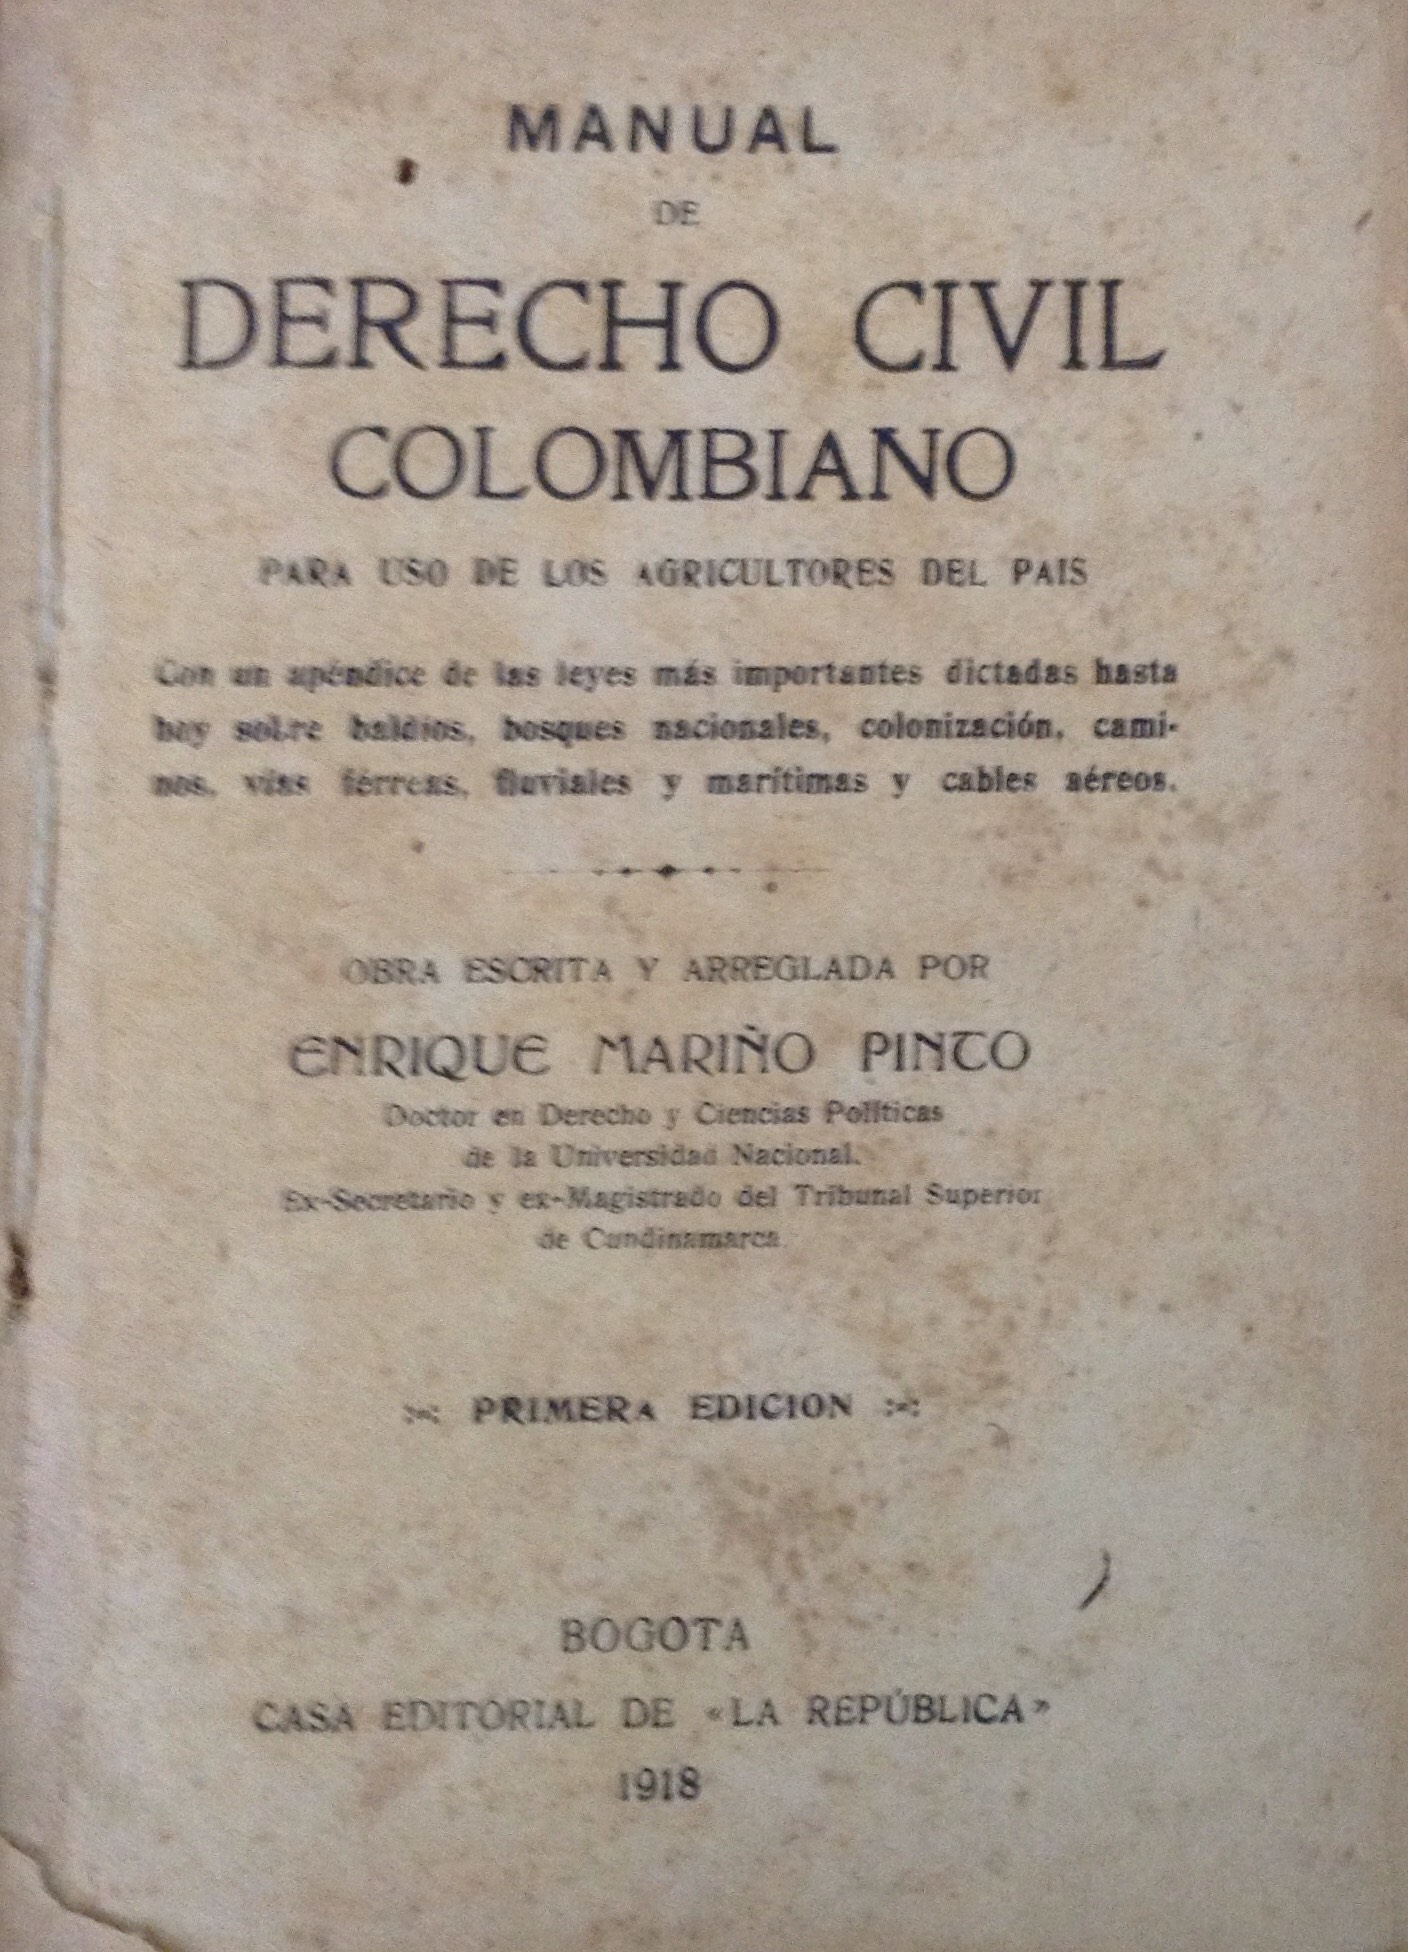 MANUAL
DE
DERECHO CIVIL
COLOMBIANO
PARA USO DE LOS AGRICULTORES DEL PAIS
Con un apéndice de las leyes más importantes dictadas hasta
hoy sobre baldíos, bosques nacionales, colonización, cami-
nos, vías férreas, fluviales y marítimas y cables aéreos.
OBRA ESCRITA Y ARREGLADA POR
ENRIQUE MARIÑO PINTO
Doctor en Derecho y Ciencias Políticas
de la Universidad Nacional.
Ex-Secretario y ex-Magistrado del Tribunal Superior
de Cundinamarca.
PRIMERA EDICION
BOGOTA
CASA EDITORIAL DE «LA REPÚBLICA»
1918